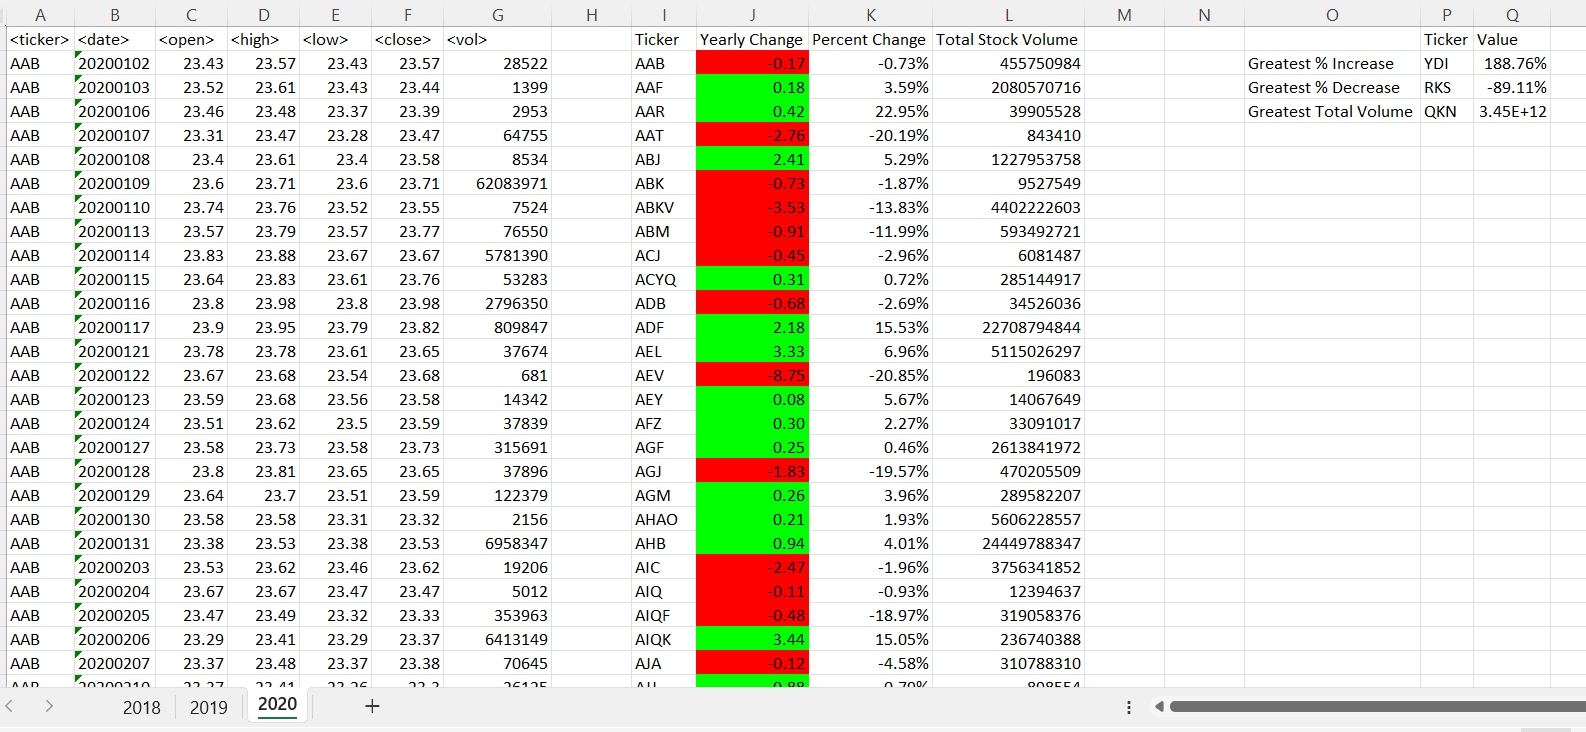 A B C D E F G H I J K L M N O P Q
<ticker> <date> <open> <high> <low> <close> <vol> Ticker Yearly Change Percent Change Total Stock Volume Ticker Value
AAB 20200102 23.43 23.57 23.43 23.57 28522 AAB -0.17 -0.73% 455750984 Greatest % Increase YDI 188.76%
AAB 20200103 23.52 23.61 23.43 23.44 1399 AAF 0.18 3.59% 2080570716 Greatest % Decrease RKS -89.11%
AAB 20200106 23.46 23.48 23.37 23.39 2953 AAR 0.42 22.95% 39905528 Greatest Total Volume QKN 3.45E+12
AAB 20200107 23.31 23.47 23.28 23.47 64755 AAT -2.76 -20.19% 843410
AAB 20200108 23.4 23.61 23.4 23.58 8534 ABJ 2.41 5.29% 1227953758
AAB 20200109 23.6 23.71 23.6 23.71 62083971 ABK -0.73 -1.87% 9527549
AAB 20200110 23.74 23.76 23.52 23.55 7524 ABKV -3.53 -13.83% 4402222603
AAB 20200113 23.57 23.79 23.57 23.77 76550 ABM -0.91 -11.99% 593492721
AAB 20200114 23.83 23.88 23.67 23.67 5781390 ACJ -0.45 -2.96% 6081487
AAB 20200115 23.64 23.83 23.61 23.76 53283 ACYQ 0.31 0.72% 285144917
AAB 20200116 23.8 23.98 23.8 23.98 2796350 ADB -0.68 -2.69% 34526036
AAB 20200117 23.9 23.95 23.79 23.82 809847 ADF 2.18 15.53% 22708794844
AAB 20200121 23.78 23.78 23.61 23.65 37674 AEL 3.33 6.96% 5115026297
AAB 20200122 23.67 23.68 23.54 23.68 681 AEV -8.75 -20.85% 196083
AAB 20200123 23.59 23.68 23.56 23.58 14342 AEY 0.08 5.67% 14067649
AAB 20200124 23.51 23.62 23.5 23.59 37839 AFZ 0.30 2.27% 33091017
AAB 20200127 23.58 23.73 23.58 23.73 315691 AGF 0.25 0.46% 2613841972
AAB 20200128 23.8 23.81 23.65 23.65 37896 AGJ -1.83 -19.57% 470205509
AAB 20200129 23.64 23.7 23.51 23.59 122379 AGM 0.26 3.96% 289582207
AAB 20200130 23.58 23.58 23.31 23.32 2156 AHAO 0.21 1.93% 5606228557
AAB 20200131 23.38 23.53 23.38 23.53 6958347 AHB 0.94 4.01% 24449788347
AAB 20200203 23.53 23.62 23.46 23.62 19206 AIC -2.47 -1.96% 3756341852
AAB 20200204 23.67 23.67 23.47 23.47 5012 AIQ -0.11 -0.93% 12394637
AAB 20200205 23.47 23.49 23.32 23.33 353963 AIQF -0.48 -18.97% 319058376
AAB 20200206 23.29 23.41 23.29 23.37 6413149 AIQK 3.44 15.05% 236740388
AAB 20200207 23.37 23.48 23.37 23.38 70645 AJA -0.12 -4.58% 310788310
2018 2019 2020